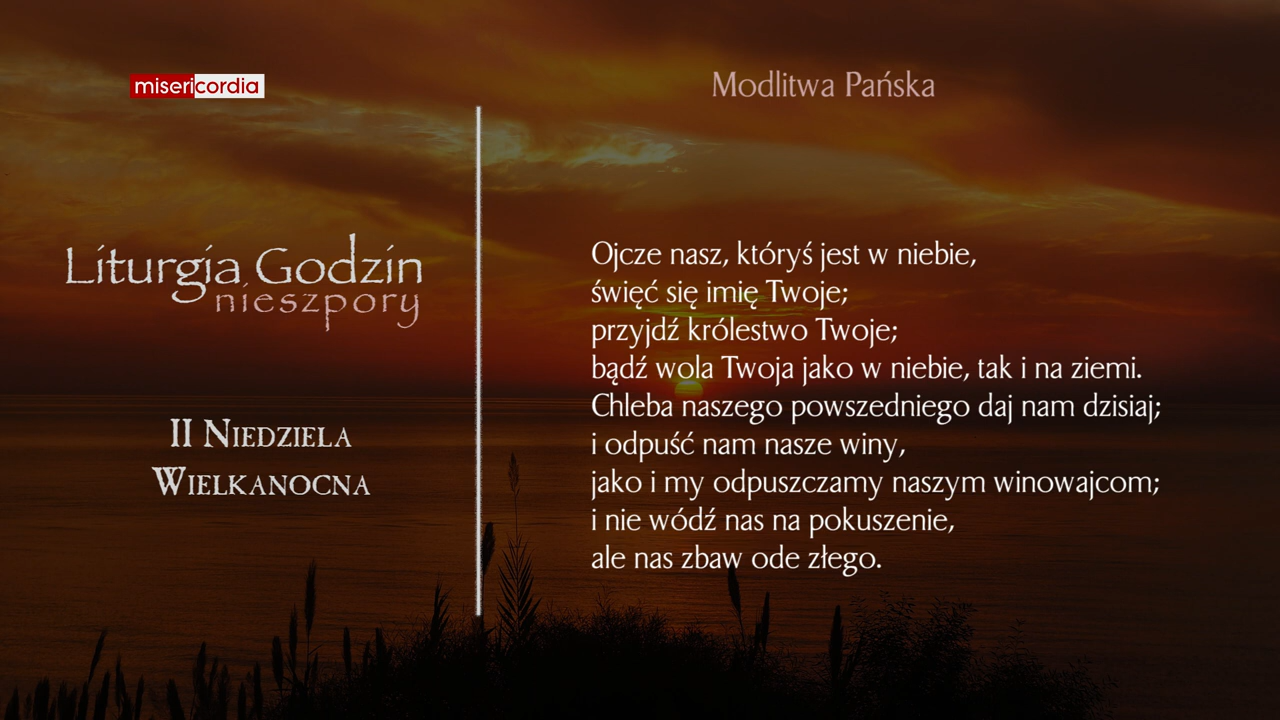 misericordia
Modlitwa Pańska
Liturgia Godzin
nieszpory
II Niedziela
Wielkanocna
Ojcze nasz, któryś jest w niebie,
święć się imię Twoje;
przyjdź królestwo Twoje;
bądź wola Twoja jako w niebie, tak i na ziemi.
Chleba naszego powszedniego daj nam dzisiaj;
i odpuść nam nasze winy,
jako i my odpuszczamy naszym winowajcom;
i nie wódź nas na pokuszenie,
ale nas zbaw ode złego.